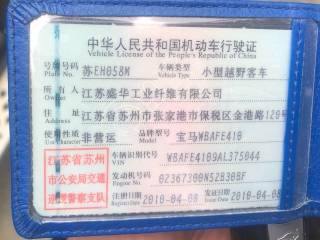 中华人民共和国机动车行驶证
Vehicle License of the People's Republic of China
号牌号码 苏EH058M 车辆类型 小型越野客车
Plate No. Vehicle Type
所有人 江苏盛华工业纤维有限公司
Owner
住址 江苏省苏州市张家港市保税区金港路120号
Address
使用性质 非营运 品牌型号 宝马WBAFE410
Use Character
江苏省苏州
市公安局交通
巡逻警察支队
车辆识别代号 WBAFE4109AL375044
VIN
发动机号码 02367300N52B30BF
Engine No.
注册日期 2010-04-08 发证日期 2010-04-08
Register Date Issue Date